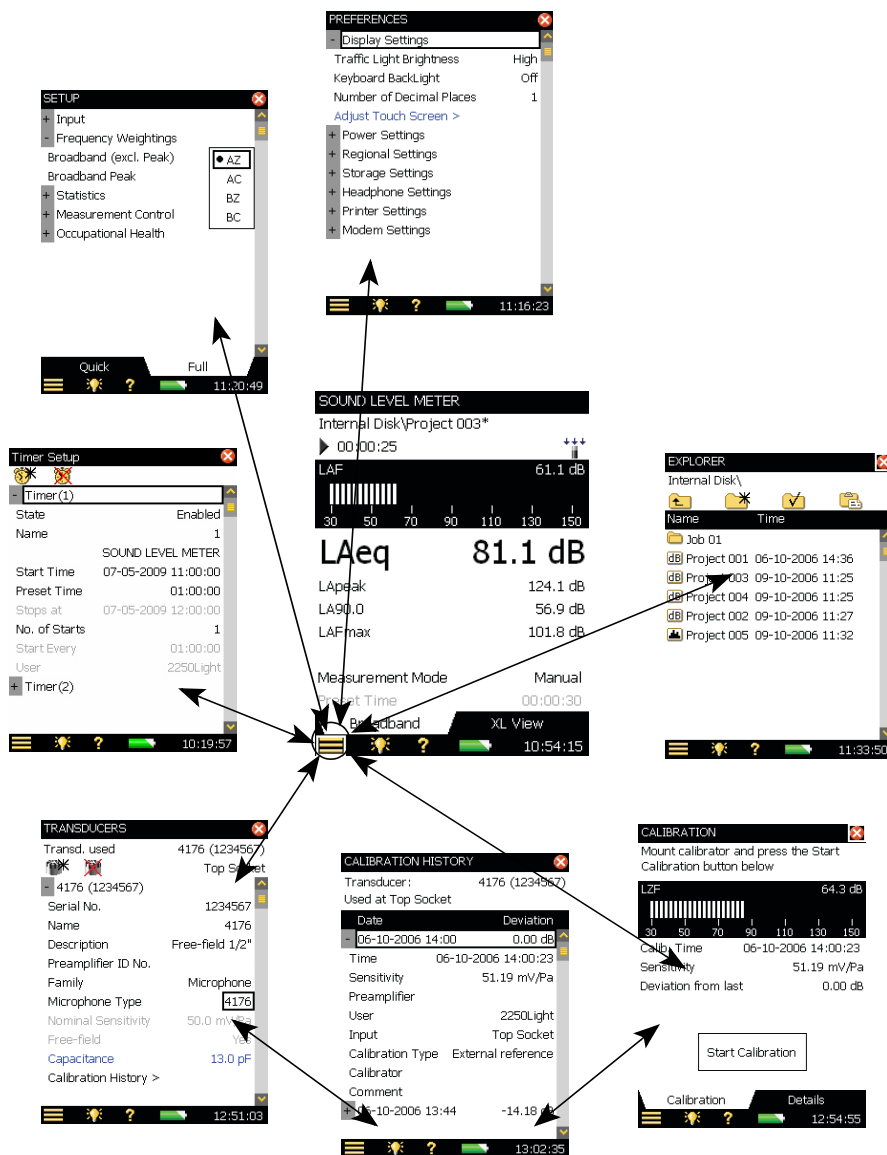 PREFERENCES
- Display Settings
Traffic Light Brightness High
Keyboard BackLight Off
Number of Decimal Places 1
Adjust Touch Screen >
+ Power Settings
+ Regional Settings
+ Storage Settings
+ Headphone Settings
+ Printer Settings
+ Modem Settings
? 11:16:23
SETUP
+ Input
- Frequency Weightings
Broadband (excl. Peak) AZ
Broadband Peak AC
+ Statistics BZ
+ Measurement Control BC
+ Occupational Health
Quick Full
? 11:20:49
SOUND LEVEL METER
Internal Disk\Project 003*
00:00:25
LAF 61.1 dB
30 50 70 90 110 130 150
LAeq 81.1 dB
LApeak 124.1 dB
LA90.0 56.9 dB
LAFmax 101.8 dB
Measurement Mode Manual
Preset Time 00:00:30
Broadband XL View
? 10:54:15
Timer Setup
- Timer(1)
State Enabled
Name 1
SOUND LEVEL METER
Start Time 07-05-2009 11:00:00
Preset Time 01:00:00
Stops at 07-05-2009 12:00:00
No. of Starts 1
Start Every 01:00:00
User 2250Light
+ Timer(2)
? 10:19:57
EXPLORER
Internal Disk\
Name Time
Job 01
dB Project 001 06-10-2006 14:36
dB Project 003 09-10-2006 11:25
dB Project 004 09-10-2006 11:25
dB Project 002 09-10-2006 11:27
Project 005 09-10-2006 11:32
? 11:33:50
TRANSDUCERS
Transd. used 4176 (1234567)
Top Socket
- 4176 (1234567)
Serial No. 1234567
Name 4176
Description Free-field 1/2"
Preamplifier ID No.
Family Microphone
Microphone Type 4176
Nominal Sensitivity 50.0 mV/Pa
Free-field Yes
Capacitance 13.0 pF
Calibration History >
? 12:51:03
CALIBRATION HISTORY
Transducer: 4176 (1234567)
Used at Top Socket
Date Deviation
- 06-10-2006 14:00 0.00 dB
Time 06-10-2006 14:00:23
Sensitivity 51.19 mV/Pa
Preamplifier
User 2250Light
Input Top Socket
Calibration Type External reference
Calibrator
Comment
+ 06-10-2006 13:44 -14.18 dB
? 13:02:35
CALIBRATION
Mount calibrator and press the Start
Calibration button below
LZF 64.3 dB
30 50 70 90 110 130 150
Calib. Time 06-10-2006 14:00:23
Sensitivity 51.19 mV/Pa
Deviation from last 0.00 dB
Start Calibration
Calibration Details
? 12:54:55